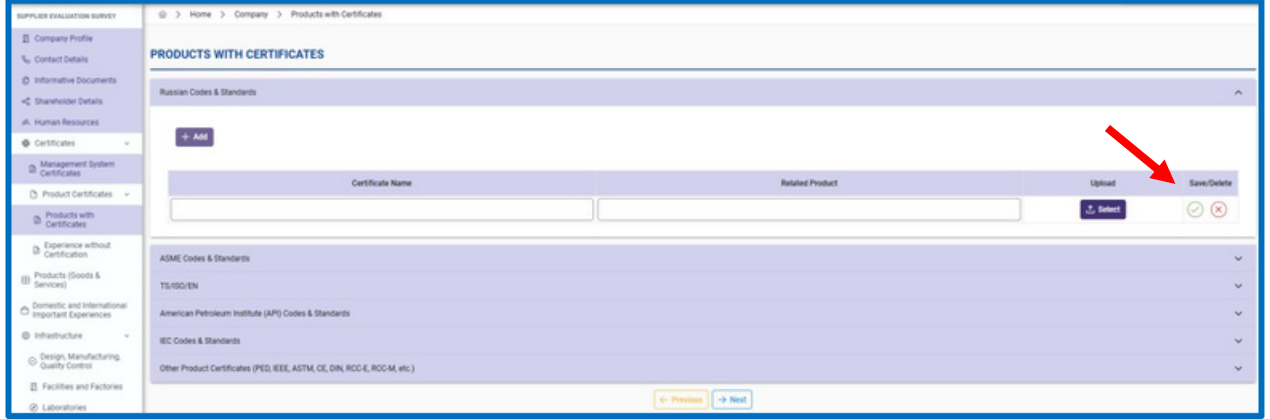 SUPPLIER EVALUATION SURVEY
Company Profile
Contact Details
Informative Documents
Shareholder Details
Human Resources
Certificates
Management System
Certificates
Product Certificates
Products with
Certificates
Experience without
Certification
Products (Goods &
Services)
Domestic and International
Important Experiences
Infrastructure
Design, Manufacturing,
Quality Control
Facilities and Factories
Laboratories
> Home > Company > Products with Certificates
PRODUCTS WITH CERTIFICATES
Russian Codes & Standards
+ Add
Certificate Name Related Product Upload Save/Delete
Select
ASME Codes & Standards
TS/ISO/EN
American Petroleum Institute (API) Codes & Standards
IEC Codes & Standards
Other Product Certificates (PED, IEEE, ASTM, CE, DIN, RCC-E, RCC-M, etc.)
← Previous → Next